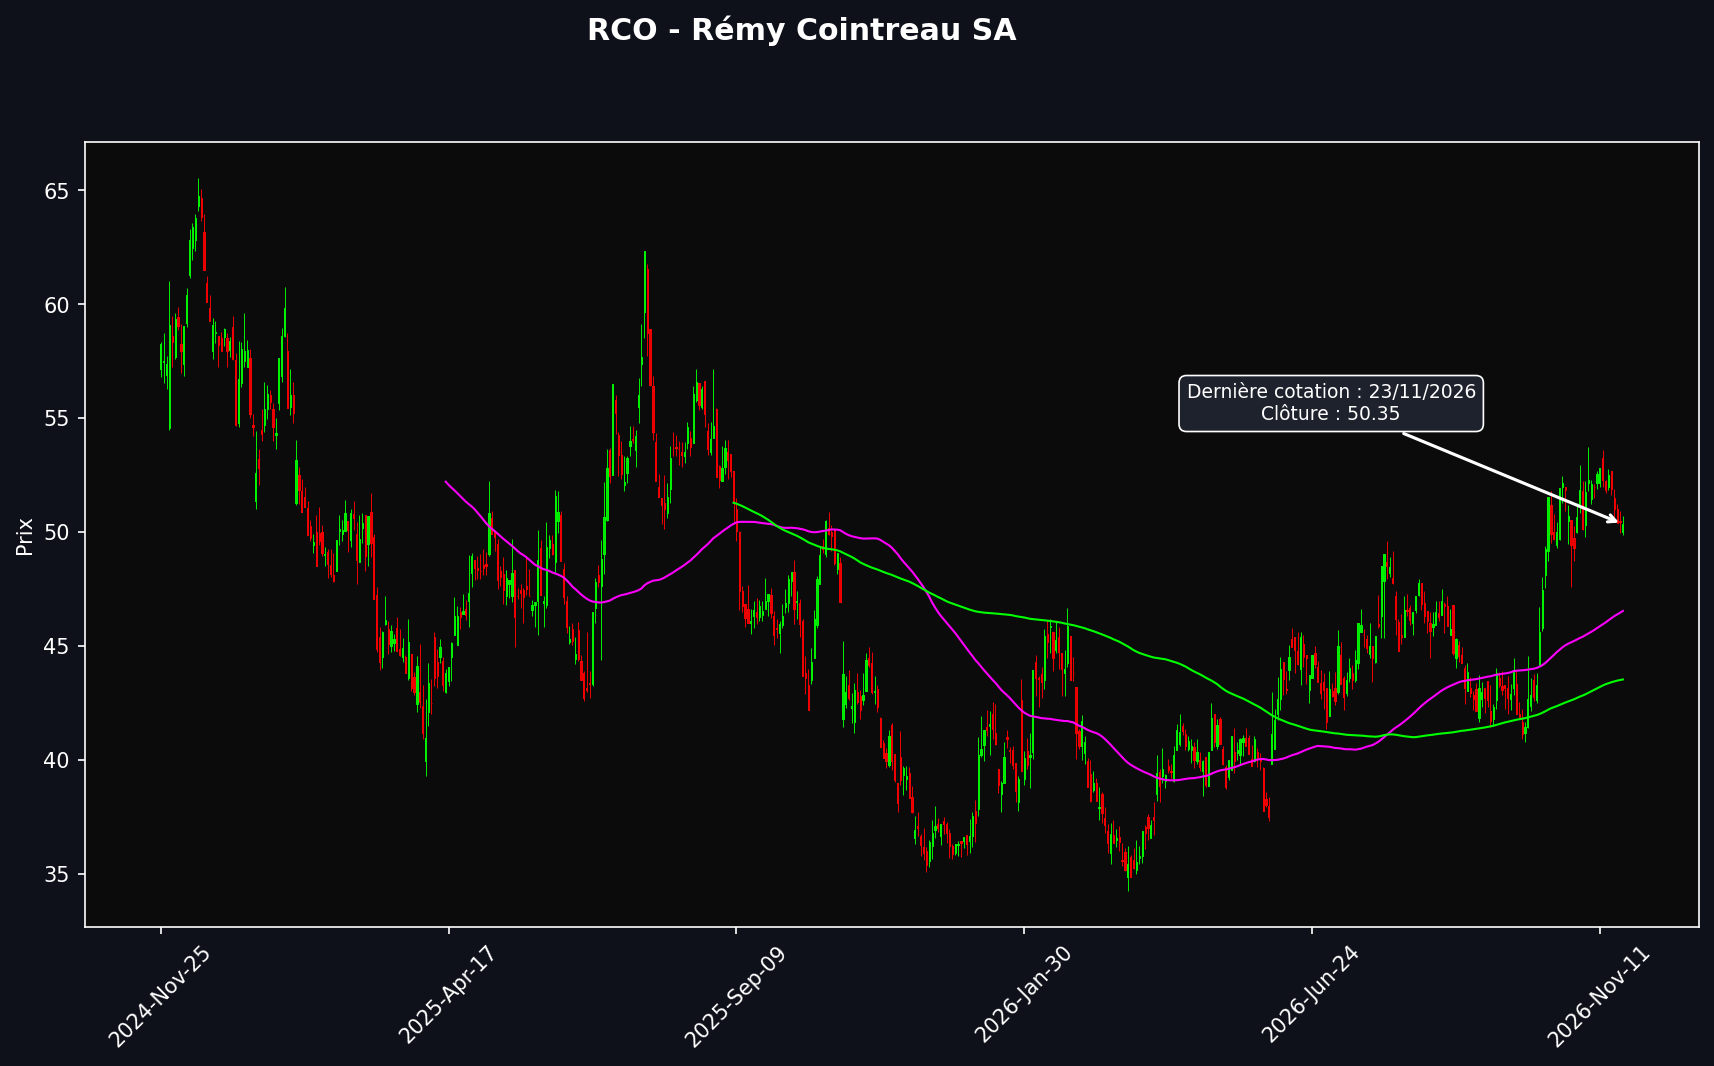 RCO - Rémy Cointreau SA
65
60
55
50
45
40
35
Prix
Dernière cotation : 23/11/2026
Clôture : 50.35
2024-Nov-25
2025-Apr-17
2025-Sep-09
2026-Jan-30
2026-Jun-24
2026-Nov-11